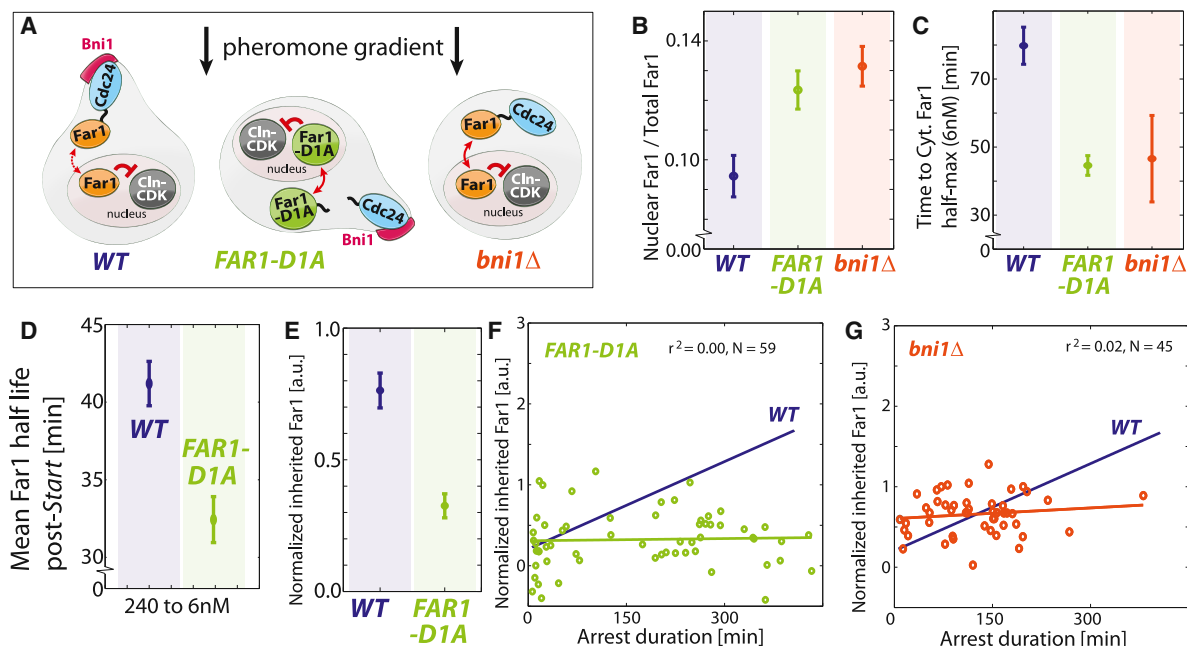 A
Bni1
pheromone gradient
Cdc24
Far1
Far1
Cln-
CDK
nucleus
WT
Cln-
CDK
Far1
-D1A
nucleus
Far1
-D1A
Cdc24
Bni1
FAR1-D1A
Far1
Cdc24
Far1
Cln-
CDK
nucleus
bni1Δ
B
Nuclear Far1 / Total Far1
0.14
0.10
0.00
WT
FAR1
-D1A
bni1Δ
C
Time to Cyt. Far1
half-max (6nM) [min]
70
50
30
0
WT
FAR1
-D1A
bni1Δ
D
Mean Far1 half life
post-Start [min]
45
40
35
30
0
WT
FAR1-
D1A
240 to 6nM
E
Normalized inherited Far1 [a.u.]
1.0
0.5
0.0
WT
FAR1
-D1A
F
Normalized inherited Far1 [a.u.]
3
2
1
0
FAR1-D1A
r² = 0.00, N = 59
WT
0
150
300
Arrest duration [min]
G
Normalized inherited Far1 [a.u.]
3
2
1
0
bni1Δ
r² = 0.02, N = 45
WT
0
150
300
Arrest duration [min]